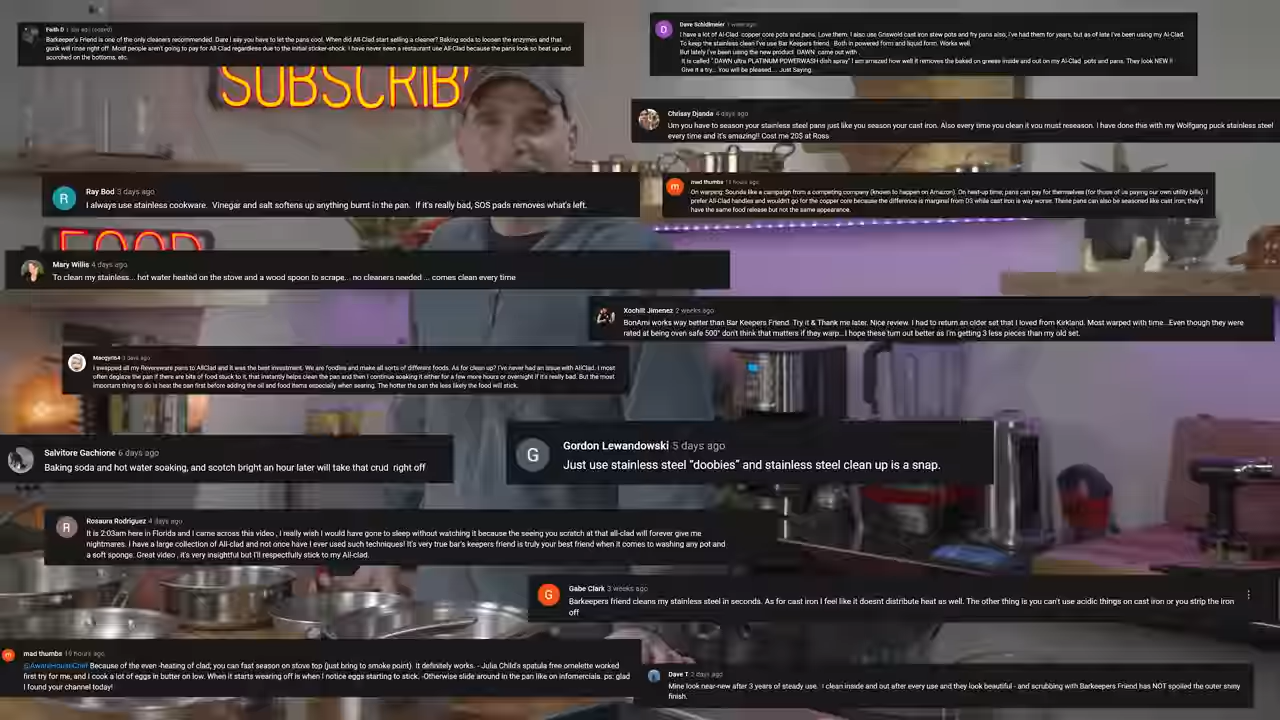 Faith D
Barkeeper's Friend is one of the only cleaners recommended. Dare I say you have to let the pans cool. When did All-Clad start selling a cleaner? Baking soda to loosen the enzymes and that
gunk will rinse right off. Most people aren't going to pay for All-Clad regardless due to the initial sticker-shock. I have never seen a restaurant use All-Clad because the pans look so beat up and
scorched on the bottoms, etc.
Dave Schidlmeier 1 week ago
I have a lot of Al-Clad copper core pots and pans. Love them. I also use Griswold cast iron stew pots and fry pans also, I've had them for years, but as of late I've been using my Al-Clad.
To keep the stainless clean I've use Bar Keepers friend. Both in powered form and liquid form. Works well.
But lately I've been using the new product DAWN came out with .
It is called "DAWN ultra PLATINUM POWERWASH dish spray" I am amazed how well it removes the baked on greese inside and out on my Al-Clad pots and pans. They look NEW !!
Give it a try... You will be pleased.... Just Saying.
SUBSCRIB
Chrissy Djanda 4 days ago
Um you have to season your stainless steel pans just like you season your cast iron. Also every time you clean it you must reseason. I have done this with my Wolfgang puck stainless steel
every time and it's amazing!! Cost me 20$ at Ross
R
Ray Bod 3 days ago
I always use stainless cookware. Vinegar and salt softens up anything burnt in the pan. If it's really bad, SOS pads removes what's left.
m
mad thumbs 10 hours ago
On warping: Sounds like a campaign from a competing company (known to happen on Amazon). On heat-up time; pans can pay for themselves (for those of us paying our own utility bills). I
prefer All-Clad handles and wouldn't go for the copper core because the difference is marginal from D3 while cast iron is way worse. These pans can also be seasoned like cast iron; they'll
have the same food release but not the same appearance.
FOOD
Mary Willis 4 days ago
To clean my stainless... hot water heated on the stove and a wood spoon to scrape... no cleaners needed ... comes clean every time
Xochilt Jimenez 2 weeks ago
BonAmi works way better than Bar Keepers Friend. Try it & Thank me later. Nice review. I had to return an older set that I loved from Kirkland. Most warped with time...Even though they were
rated at being oven safe 500° don't think that matters if they warp...I hope these turn out better as I'm getting 3 less pieces than my old set.
3 days ago
I swapped all my Revereware pans to AllClad and it was the best investment. We are foodies and make all sorts of different foods. As for clean up? I've never had an issue with AllClad. I most
often deglaze the pan if there are bits of food stuck to it, that instantly helps clean the pan and then I continue soaking it either for a few more hours or overnight if it's really bad. But the most
important thing to do is heat the pan first before adding the oil and food items especially when searing. The hotter the pan the less likely the food will stick.
Salvitore Gachione 6 days ago
Baking soda and hot water soaking, and scotch bright an hour later will take that crud right off
G
Gordon Lewandowski 5 days ago
Just use stainless steel “doobies” and stainless steel clean up is a snap.
R
Rosaura Rodriguez 4 days ago
It is 2:03am here in Florida and I came across this video , I really wish I would have gone to sleep without watching it because the seeing you scratch at that all-clad will forever give me
nightmares. I have a large collection of All-clad and not once have I ever used such techniques! It's very true bar's keepers friend is truly your best friend when it comes to washing any pot and
a soft sponge. Great video , it's very insightful but I'll respectfully stick to my All-clad.
G
Gabe Clark 3 weeks ago
Barkeepers friend cleans my stainless steel in seconds. As for cast iron I feel like it doesnt distribute heat as well. The other thing is you can't use acidic things on cast iron or you strip the iron
off
m
mad thumbs 10 hours ago
Because of the even -heating of clad; you can fast season on stove top (just bring to smoke point). It definitely works. - Julia Child's spatula free omelette worked
first try for me, and I cook a lot of eggs in butter on low. When it starts wearing off is when I notice eggs starting to stick. -Otherwise slide around in the pan like on infomercials. ps: glad
I found your channel today!
Dave T 2 days ago
Mine look near-new after 3 years of steady use. I clean inside and out after every use and they look beautiful - and scrubbing with Barkeepers Friend has NOT spoiled the outer shiny
finish.